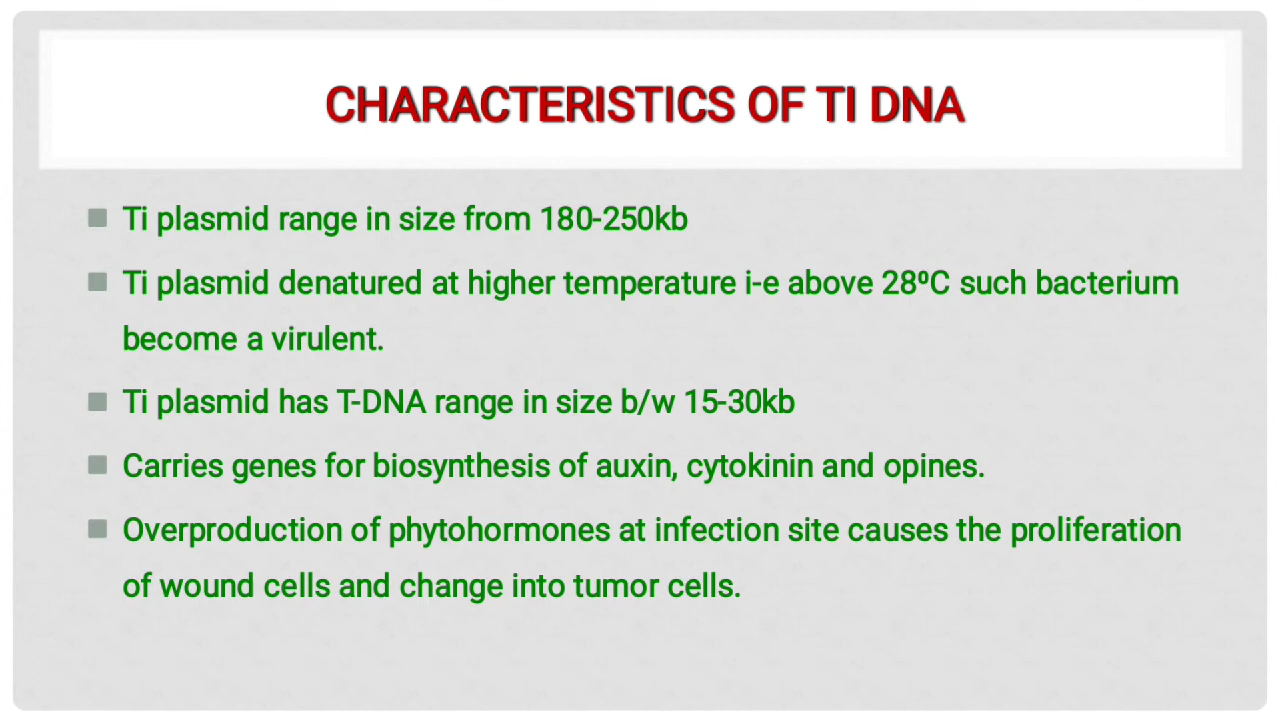 CHARACTERISTICS OF TI DNA
Ti plasmid range in size from 180-250kb
Ti plasmid denatured at higher temperature i-e above 28⁰C such bacterium
become a virulent.
Ti plasmid has T-DNA range in size b/w 15-30kb
Carries genes for biosynthesis of auxin, cytokinin and opines.
Overproduction of phytohormones at infection site causes the proliferation
of wound cells and change into tumor cells.